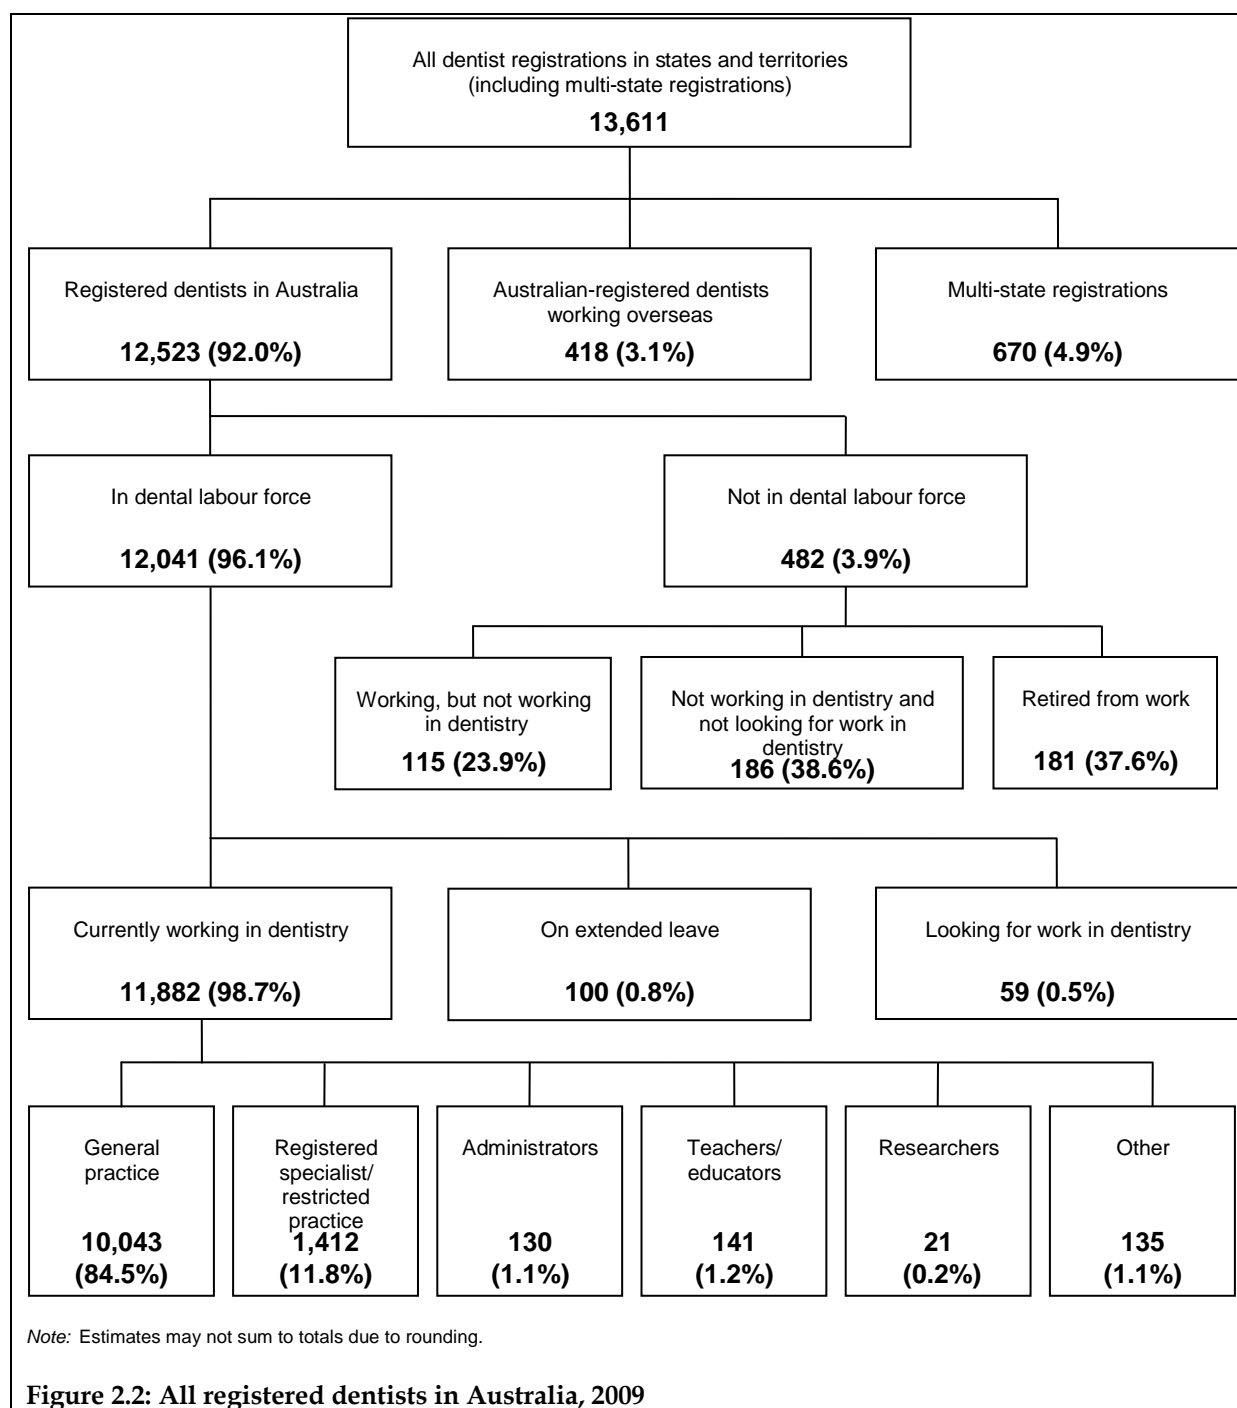 All dentist registrations in states and territories
(including multi-state registrations)
13,611
Registered dentists in Australia
12,523 (92.0%)
Australian-registered dentists
working overseas
418 (3.1%)
Multi-state registrations
670 (4.9%)
In dental labour force
12,041 (96.1%)
Not in dental labour force
482 (3.9%)
Working, but not working
in dentistry
115 (23.9%)
Not working in dentistry and
not looking for work in
dentistry
186 (38.6%)
Retired from work
181 (37.6%)
Currently working in dentistry
11,882 (98.7%)
On extended leave
100 (0.8%)
Looking for work in dentistry
59 (0.5%)
General
practice
10,043
(84.5%)
Registered
specialist/
restricted
practice
1,412
(11.8%)
Administrators
130
(1.1%)
Teachers/
educators
141
(1.2%)
Researchers
21
(0.2%)
Other
135
(1.1%)
Note: Estimates may not sum to totals due to rounding.
Figure 2.2: All registered dentists in Australia, 2009